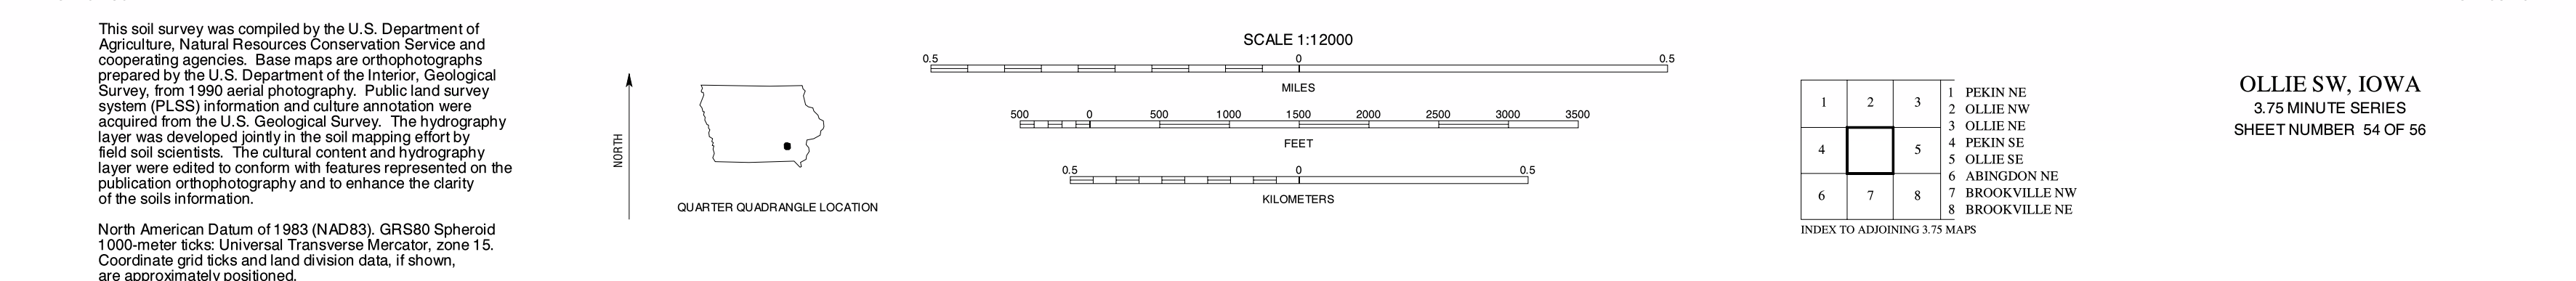 This soil survey was compiled by the U.S. Department of
Agriculture, Natural Resources Conservation Service and
cooperating agencies.  Base maps are orthophotographs
prepared by the U.S. Department of the Interior, Geological
Survey, from 1990 aerial photography.  Public land survey
system (PLSS) information and culture annotation were
acquired from the U.S. Geological Survey.  The hydrography
layer was developed jointly in the soil mapping effort by
field soil scientists.  The cultural content and hydrography
layer were edited to conform with features represented on the
publication orthophotography and to enhance the clarity
of the soils information.
North American Datum of 1983 (NAD83). GRS80 Spheroid
1000-meter ticks: Universal Transverse Mercator, zone 15.
Coordinate grid ticks and land division data, if shown,
are approximately positioned.
NORTH
QUARTER QUADRANGLE LOCATION
SCALE 1:12000
0.5 0 0.5
MILES
500 0 500 1000 1500 2000 2500 3000 3500
FEET
0.5 0 0.5
KILOMETERS
1 2 3
4 5
6 7 8
1 PEKIN NE
2 OLLIE NW
3 OLLIE NE
4 PEKIN SE
5 OLLIE SE
6 ABINGDON NE
7 BROOKVILLE NW
8 BROOKVILLE NE
INDEX TO ADJOINING 3.75 MAPS
OLLIE SW, IOWA
3.75 MINUTE SERIES
SHEET NUMBER 54 OF 56